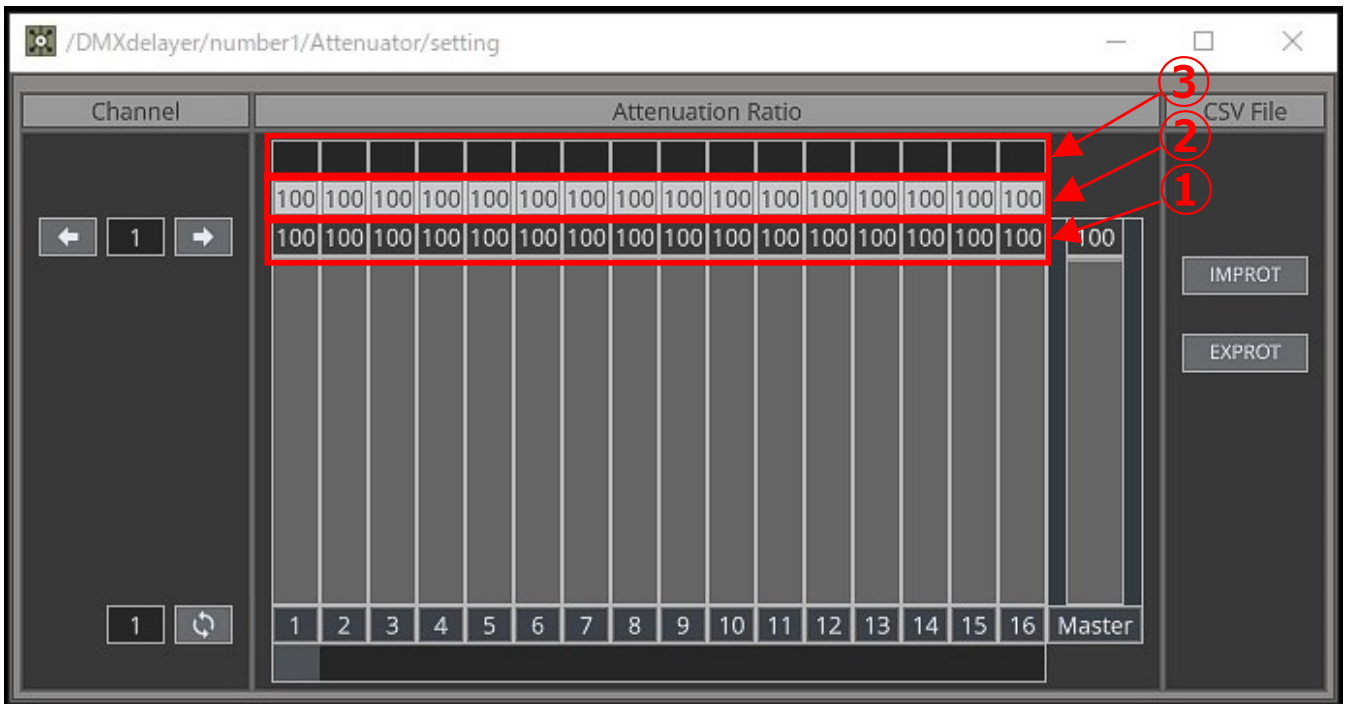 /DMXdelayer/number1/Attenuator/setting
③
Channel Attenuation Ratio CSV File
②
100 100 100 100 100 100 100 100 100 100 100 100 100 100 100 100 ①
1 100 100 100 100 100 100 100 100 100 100 100 100 100 100 100 100 100
IMPROT
EXPROT
1 1 2 3 4 5 6 7 8 9 10 11 12 13 14 15 16 Master